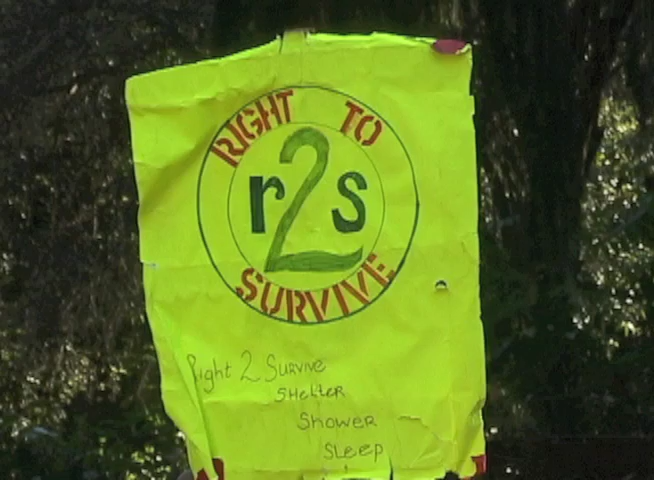 RIGHT TO
r2s
SURVIVE
Right 2 Survive
SHelter
Shower
Sleep